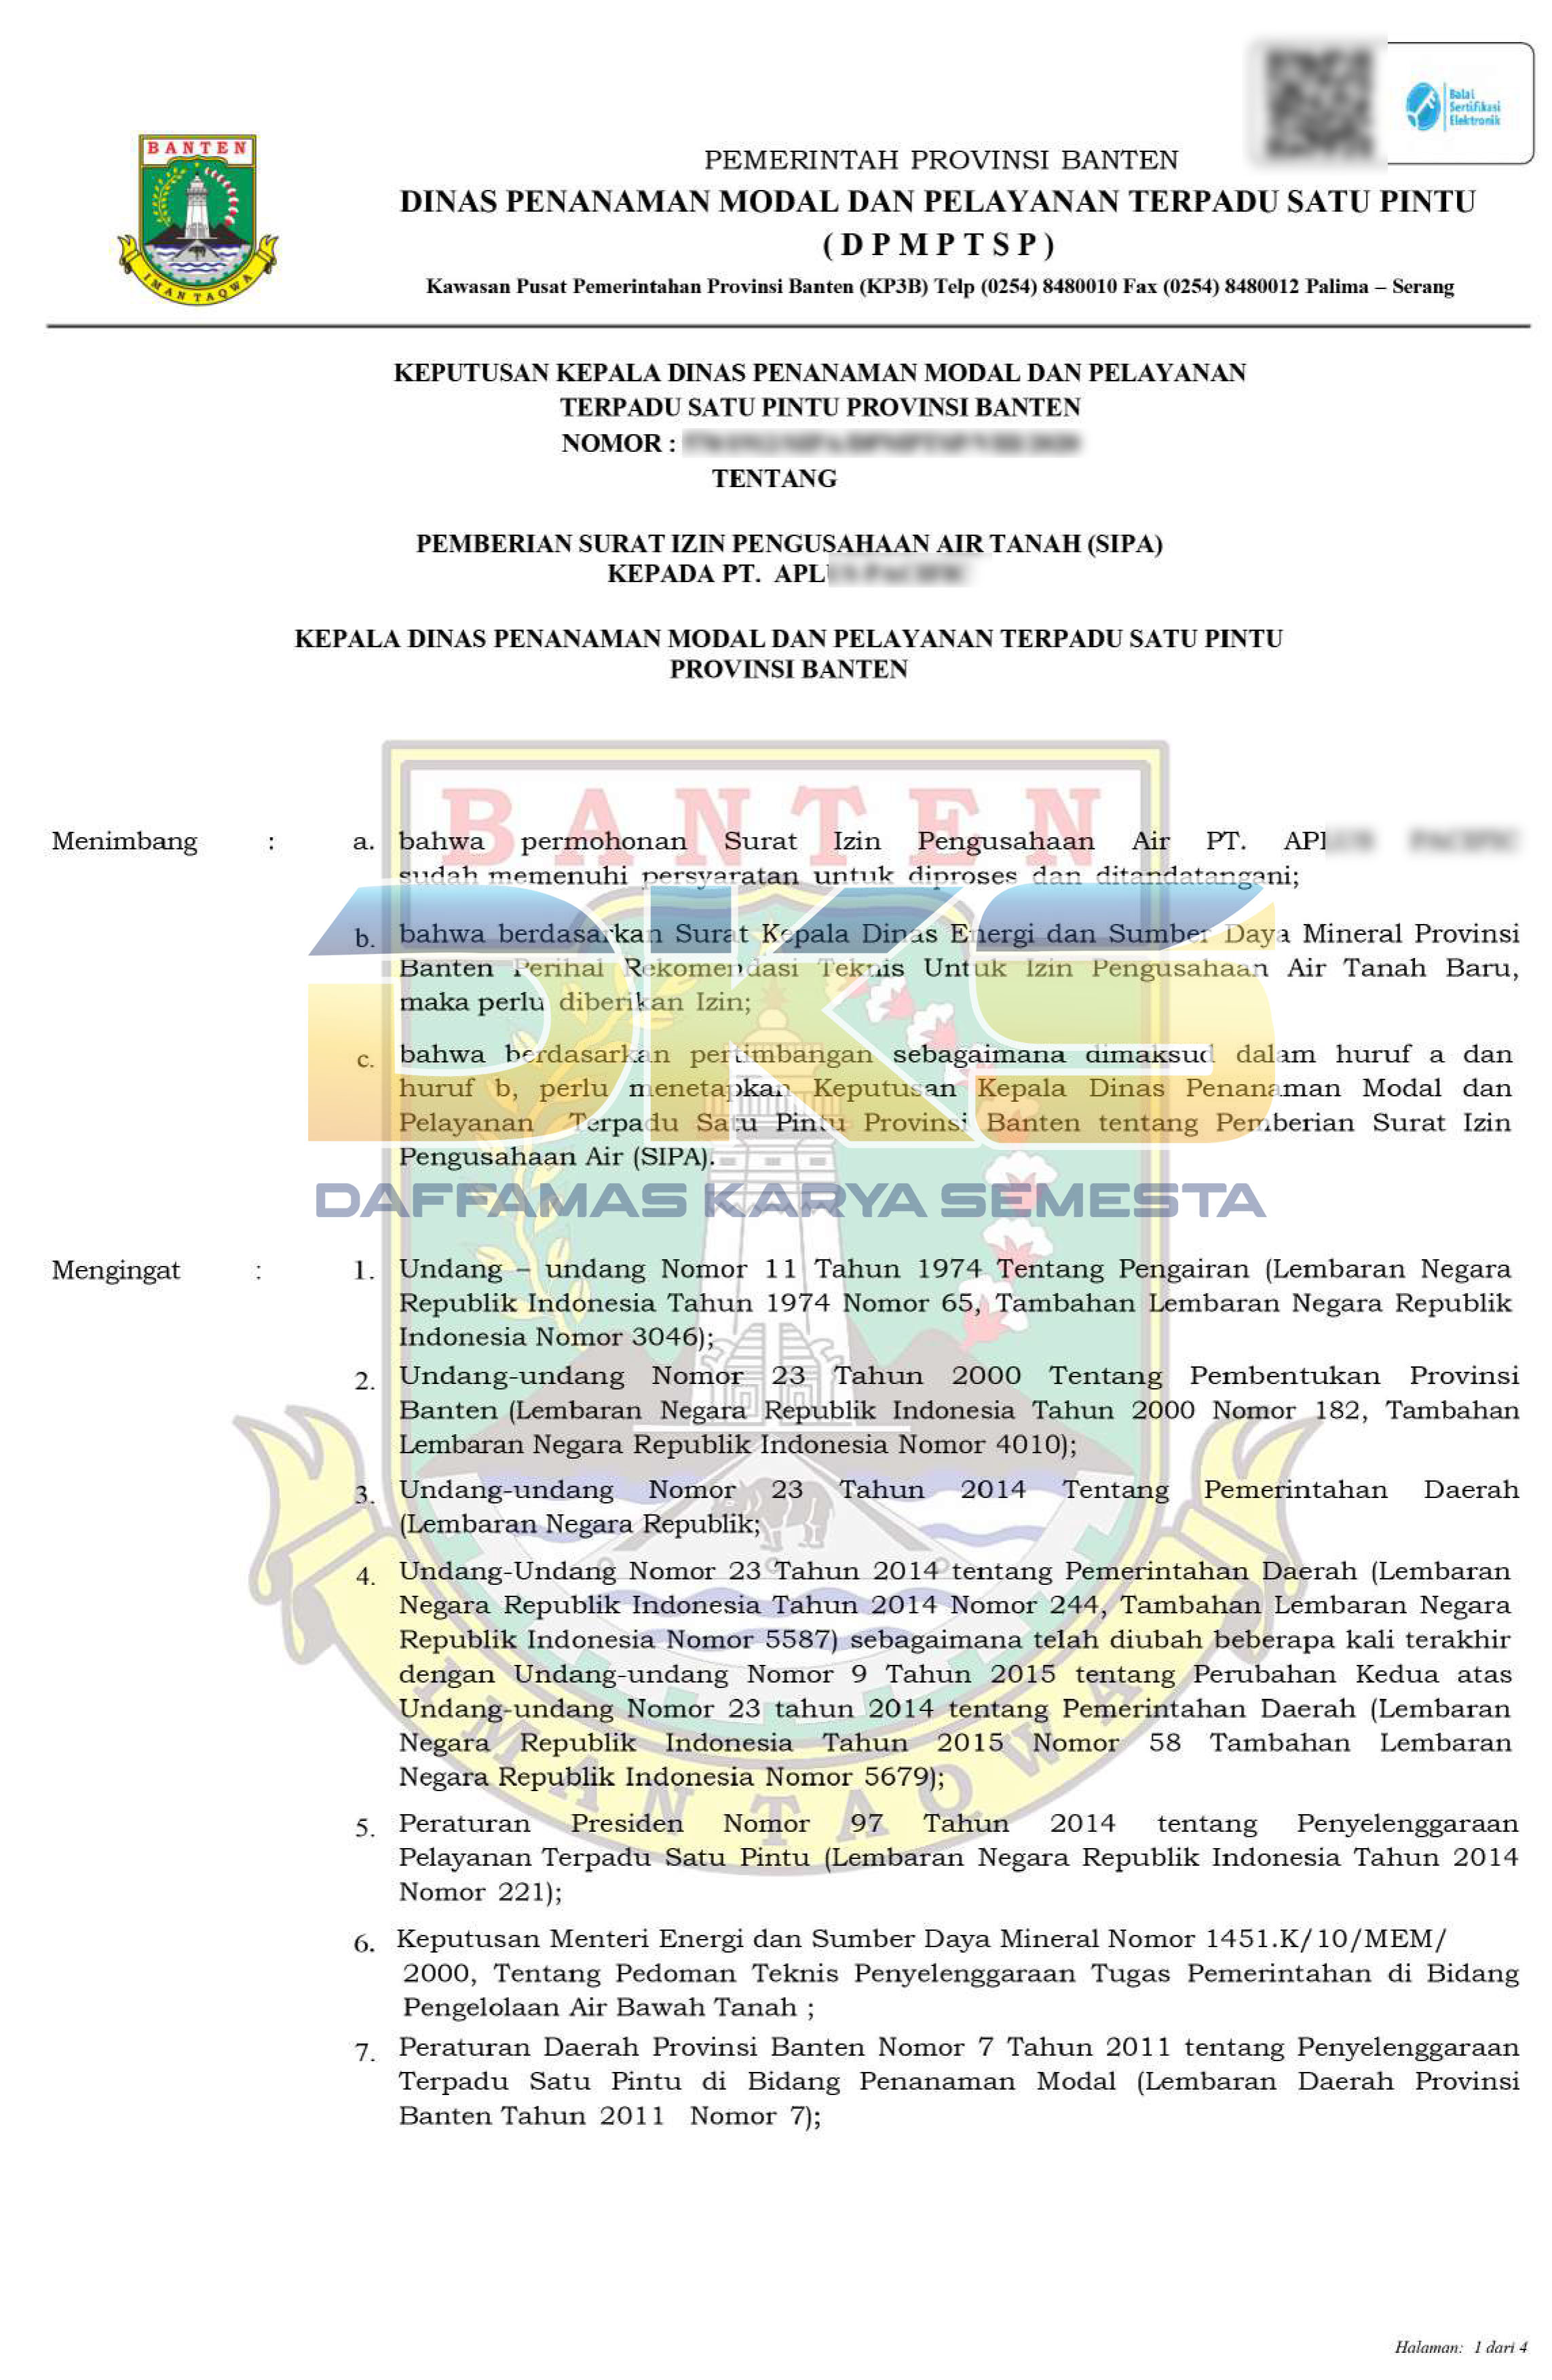 Balai
Sertifikasi
Elektronik
BANTEN
IMAN TAQWA
PEMERINTAH PROVINSI BANTEN
DINAS PENANAMAN MODAL DAN PELAYANAN TERPADU SATU PINTU
( D P M P T S P )
Kawasan Pusat Pemerintahan Provinsi Banten (KP3B) Telp (0254) 8480010 Fax (0254) 8480012 Palima – Serang
KEPUTUSAN KEPALA DINAS PENANAMAN MODAL DAN PELAYANAN
TERPADU SATU PINTU PROVINSI BANTEN
NOMOR :
TENTANG
PEMBERIAN SURAT IZIN PENGUSAHAAN AIR TANAH (SIPA)
KEPADA PT.
KEPALA DINAS PENANAMAN MODAL DAN PELAYANAN TERPADU SATU PINTU
PROVINSI BANTEN
BANTEN
Menimbang : a. bahwa permohonan Surat Izin Pengusahaan Air PT.
sudah memenuhi persyaratan untuk diproses dan ditandatangani;
b. bahwa berdasarkan Surat Kepala Dinas Energi dan Sumber Daya Mineral Provinsi
Banten Perihal Rekomendasi Teknis Untuk Izin Pengusahaan Air Tanah Baru,
maka perlu diberikan Izin;
c. bahwa berdasarkan pertimbangan sebagaimana dimaksud dalam huruf a dan
huruf b, perlu menetapkan Keputusan Kepala Dinas Penanaman Modal dan
Pelayanan Terpadu Satu Pintu Provinsi Banten tentang Pemberian Surat Izin
Pengusahaan Air (SIPA).
DKS
DAFFAMAS KARYA SEMESTA
Mengingat : 1. Undang – undang Nomor 11 Tahun 1974 Tentang Pengairan (Lembaran Negara
Republik Indonesia Tahun 1974 Nomor 65, Tambahan Lembaran Negara Republik
Indonesia Nomor 3046);
2. Undang-undang Nomor 23 Tahun 2000 Tentang Pembentukan Provinsi
Banten (Lembaran Negara Republik Indonesia Tahun 2000 Nomor 182, Tambahan
Lembaran Negara Republik Indonesia Nomor 4010);
3. Undang-undang Nomor 23 Tahun 2014 Tentang Pemerintahan Daerah
(Lembaran Negara Republik;
4. Undang-Undang Nomor 23 Tahun 2014 tentang Pemerintahan Daerah (Lembaran
Negara Republik Indonesia Tahun 2014 Nomor 244, Tambahan Lembaran Negara
Republik Indonesia Nomor 5587) sebagaimana telah diubah beberapa kali terakhir
dengan Undang-undang Nomor 9 Tahun 2015 tentang Perubahan Kedua atas
Undang-undang Nomor 23 tahun 2014 tentang Pemerintahan Daerah (Lembaran
Negara Republik Indonesia Tahun 2015 Nomor 58 Tambahan Lembaran
Negara Republik Indonesia Nomor 5679);
IMAN TAQWA
5. Peraturan Presiden Nomor 97 Tahun 2014 tentang Penyelenggaraan
Pelayanan Terpadu Satu Pintu (Lembaran Negara Republik Indonesia Tahun 2014
Nomor 221);
6. Keputusan Menteri Energi dan Sumber Daya Mineral Nomor 1451.K/10/MEM/
2000, Tentang Pedoman Teknis Penyelenggaraan Tugas Pemerintahan di Bidang
Pengelolaan Air Bawah Tanah ;
7. Peraturan Daerah Provinsi Banten Nomor 7 Tahun 2011 tentang Penyelenggaraan
Terpadu Satu Pintu di Bidang Penanaman Modal (Lembaran Daerah Provinsi
Banten Tahun 2011 Nomor 7);
Halaman: 1 dari 4